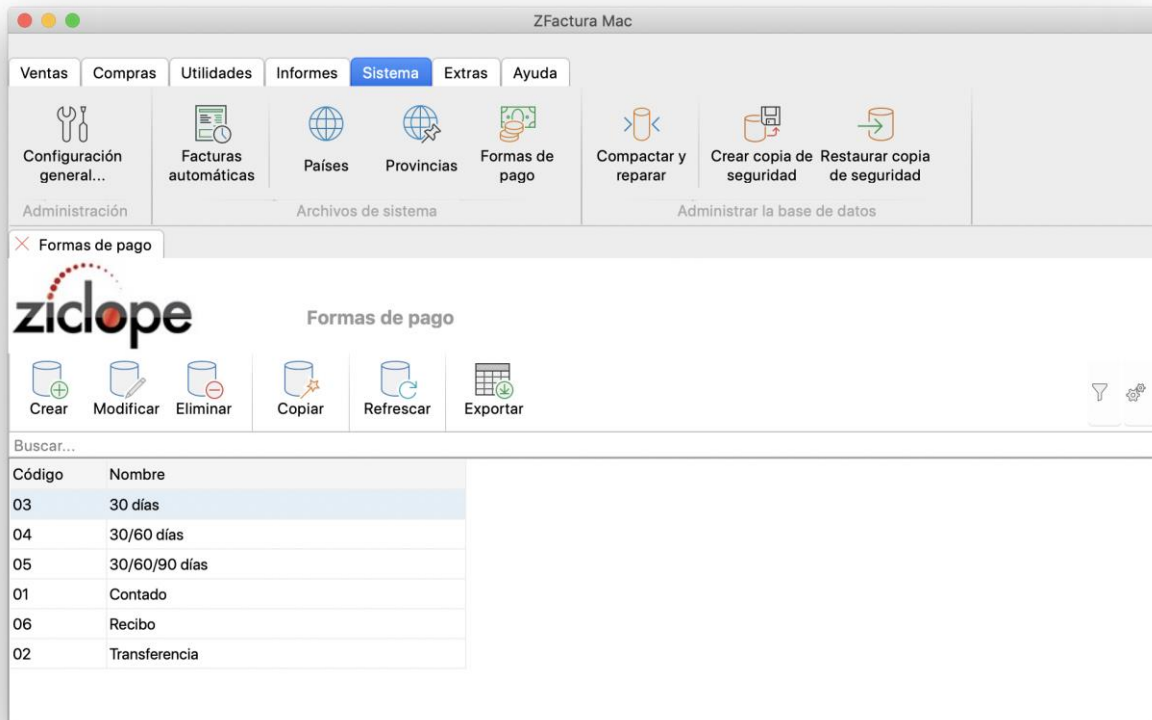 ZFactura Mac
Ventas Compras Utilidades Informes Sistema Extras Ayuda
Configuración general...
Facturas automáticas
Países
Provincias
Formas de pago
Compactar y reparar
Crear copia de seguridad
Restaurar copia de seguridad
Administración
Archivos de sistema
Administrar la base de datos
Formas de pago
ziclope
Formas de pago
Crear Modificar Eliminar Copiar Refrescar Exportar
Buscar...
Código Nombre
03 30 días
04 30/60 días
05 30/60/90 días
01 Contado
06 Recibo
02 Transferencia